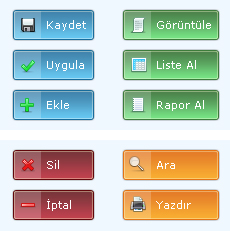 Kaydet
Görüntüle
Uygula
Liste Al
Ekle
Rapor Al
Sil
Ara
İptal
Yazdır